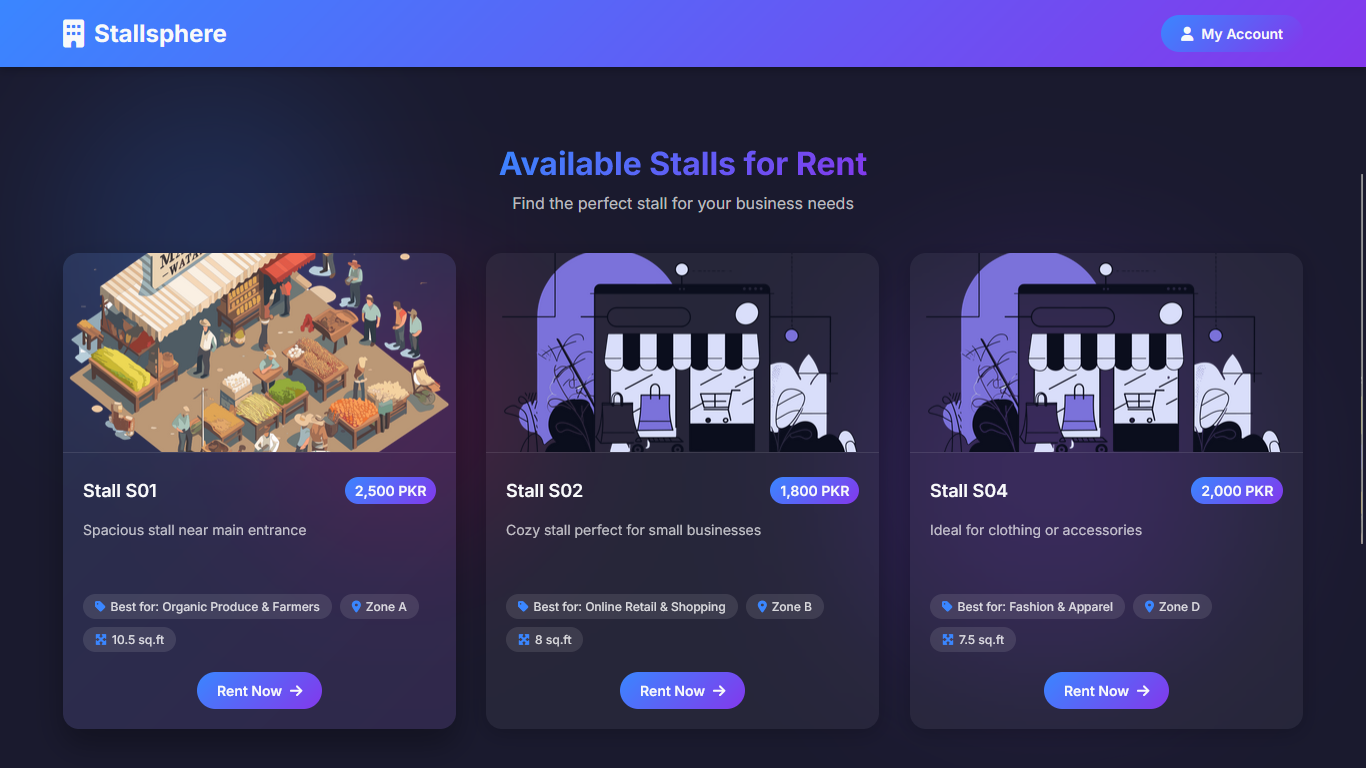 Stallsphere
My Account
Available Stalls for Rent
Find the perfect stall for your business needs
Stall S01
2,500 PKR
Spacious stall near main entrance
Best for: Organic Produce & Farmers
Zone A
10.5 sq.ft
Rent Now
Stall S02
1,800 PKR
Cozy stall perfect for small businesses
Best for: Online Retail & Shopping
Zone B
8 sq.ft
Rent Now
Stall S04
2,000 PKR
Ideal for clothing or accessories
Best for: Fashion & Apparel
Zone D
7.5 sq.ft
Rent Now